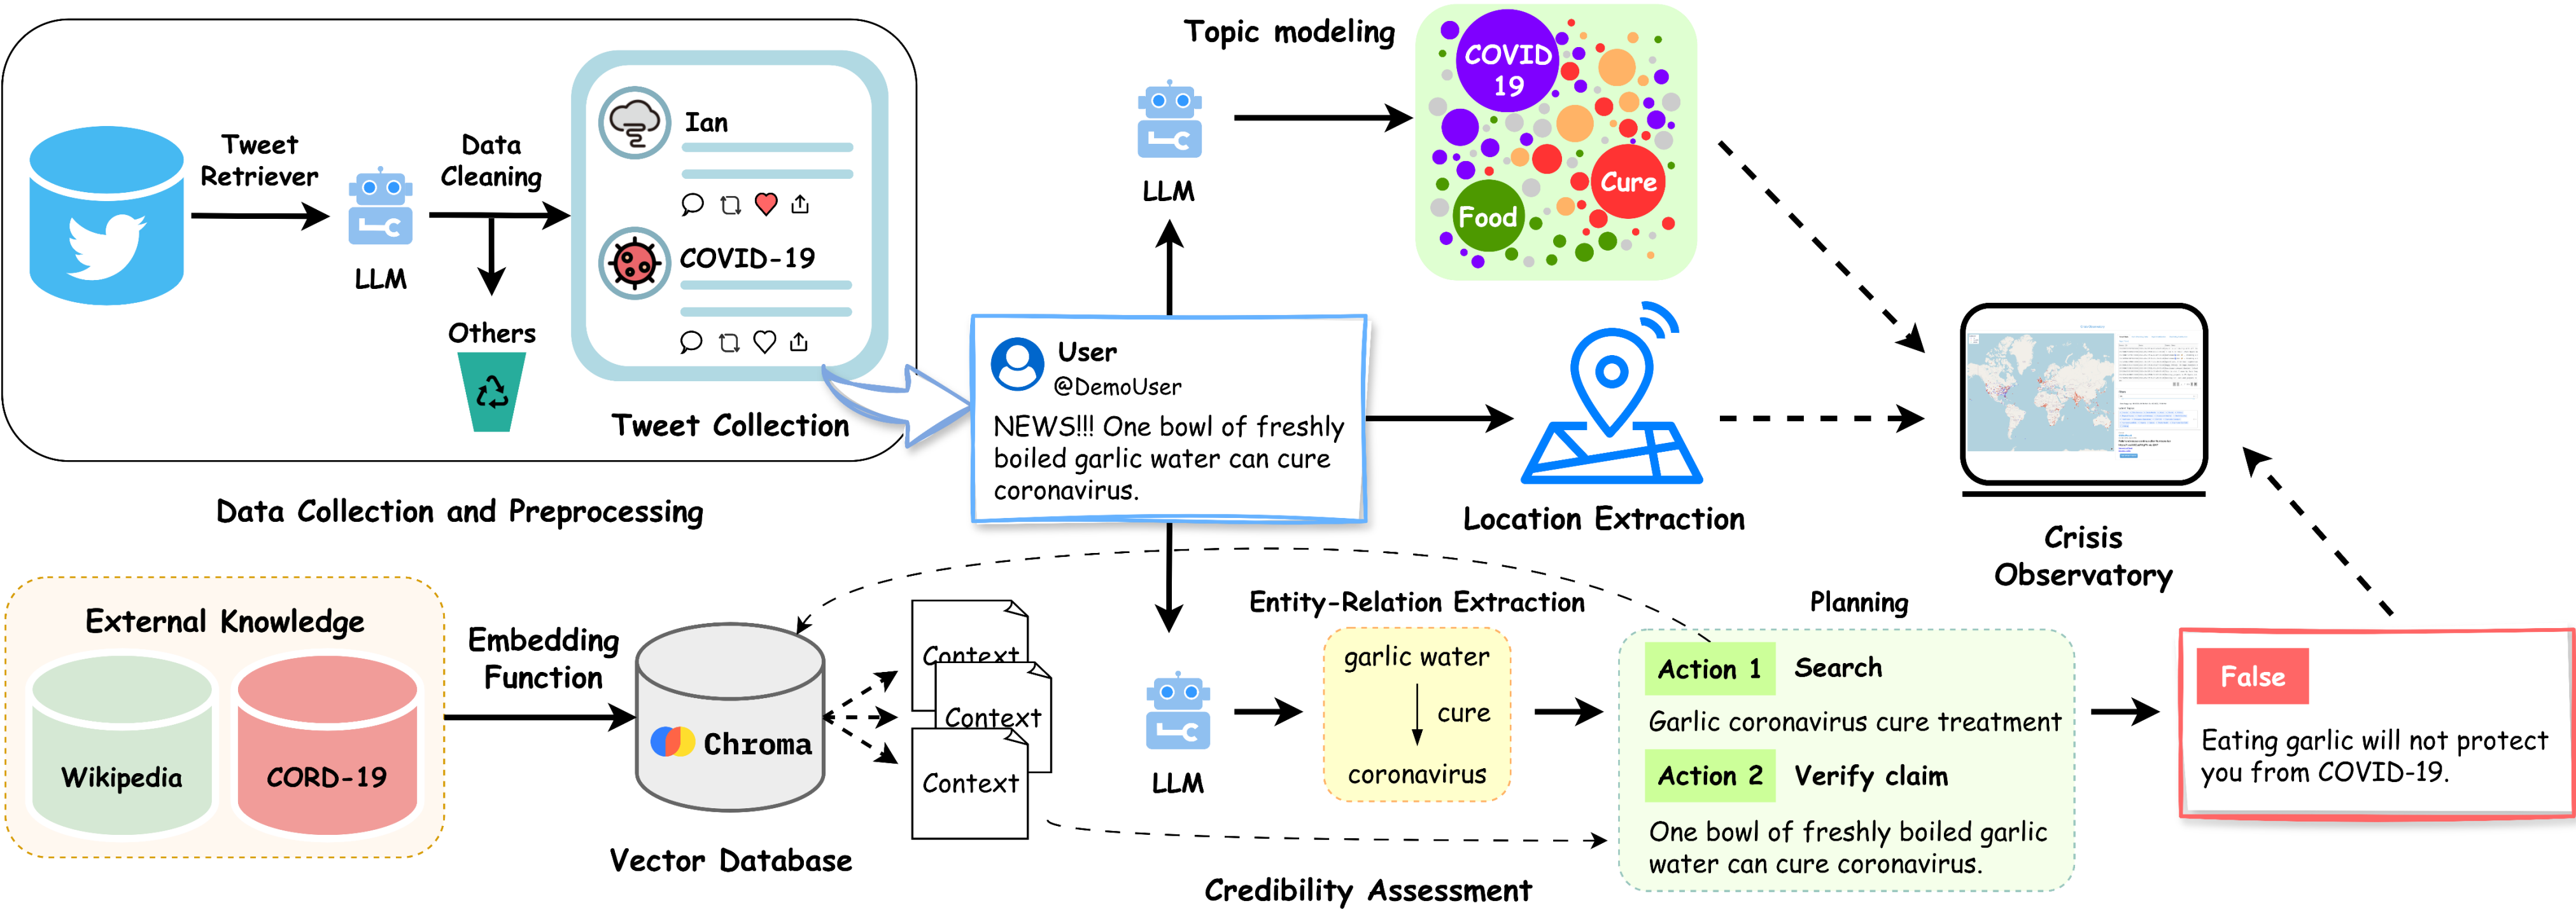 Tweet
Retriever
LLM
Data
Cleaning
Others
Ian
COVID-19
Tweet Collection
Data Collection and Preprocessing
Topic modeling
LLM
COVID
19
Cure
Food
User
@DemoUser
NEWS!!! One bowl of freshly
boiled garlic water can cure
coronavirus.
Location Extraction
Crisis
Observatory
External Knowledge
Wikipedia
CORD-19
Embedding
Function
Chroma
Vector Database
Context
Context
Context
LLM
Entity-Relation Extraction
garlic water
cure
coronavirus
Planning
Action 1 Search
Garlic coronavirus cure treatment
Action 2 Verify claim
One bowl of freshly boiled garlic
water can cure coronavirus.
Credibility Assessment
False
Eating garlic will not protect
you from COVID-19.